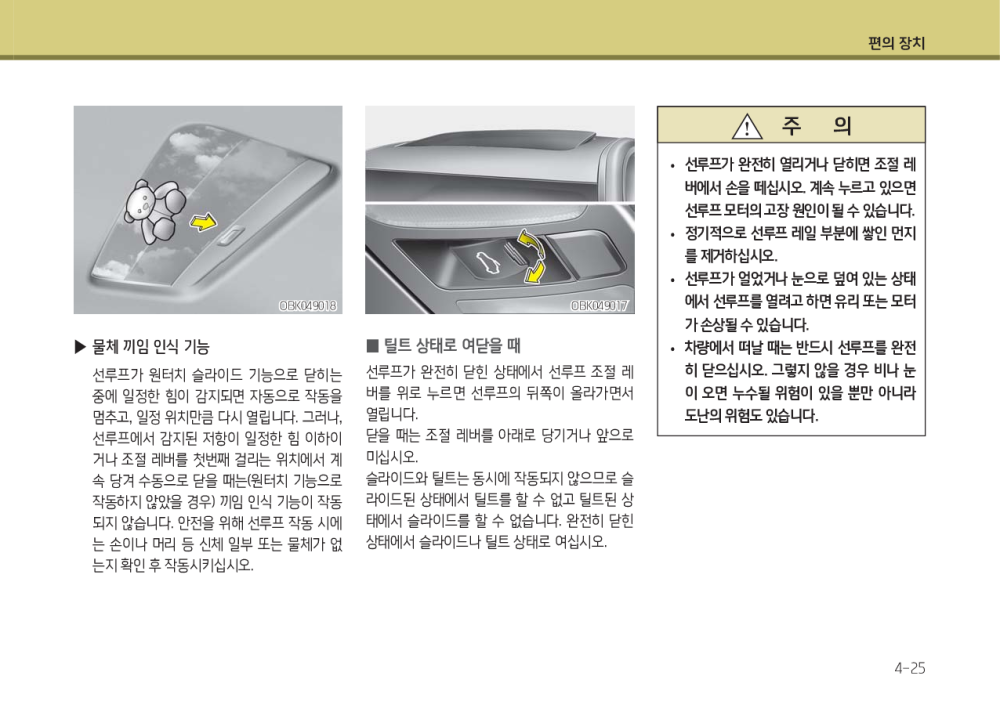 편의 장치
OBK049018
▶ 물체 끼임 인식 기능
선루프가 원터치 슬라이드 기능으로 닫히는
중에 일정한 힘이 감지되면 자동으로 작동을
멈추고, 일정 위치만큼 다시 열립니다. 그러나,
선루프에서 감지된 저항이 일정한 힘 이하이
거나 조절 레버를 첫번째 걸리는 위치에서 계
속 당겨 수동으로 닫을 때는(원터치 기능으로
작동하지 않았을 경우) 끼임 인식 기능이 작동
되지 않습니다. 안전을 위해 선루프 작동 시에
는 손이나 머리 등 신체 일부 또는 물체가 없
는지 확인 후 작동시키십시오.
OBK049017
■ 틸트 상태로 여닫을 때
선루프가 완전히 닫힌 상태에서 선루프 조절 레
버를 위로 누르면 선루프의 뒤쪽이 올라가면서
열립니다.
닫을 때는 조절 레버를 아래로 당기거나 앞으로
미십시오.
슬라이드와 틸트는 동시에 작동되지 않으므로 슬
라이드된 상태에서 틸트를 할 수 없고 틸트된 상
태에서 슬라이드를 할 수 없습니다. 완전히 닫힌
상태에서 슬라이드나 틸트 상태로 여십시오.
주 의
• 선루프가 완전히 열리거나 닫히면 조절 레
버에서 손을 떼십시오. 계속 누르고 있으면
선루프 모터의 고장 원인이 될 수 있습니다.
• 정기적으로 선루프 레일 부분에 쌓인 먼지
를 제거하십시오.
• 선루프가 얼었거나 눈으로 덮여 있는 상태
에서 선루프를 열려고 하면 유리 또는 모터
가 손상될 수 있습니다.
• 차량에서 떠날 때는 반드시 선루프를 완전
히 닫으십시오. 그렇지 않을 경우 비나 눈
이 오면 누수될 위험이 있을 뿐만 아니라
도난의 위험도 있습니다.
4-25